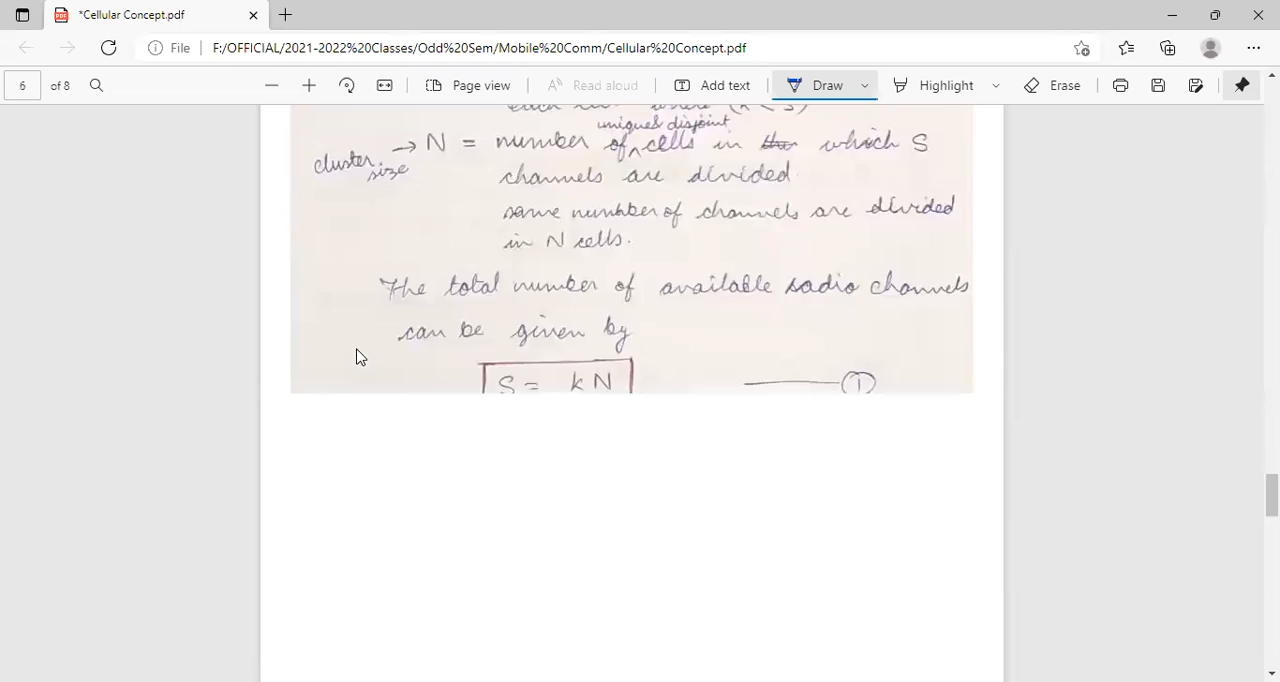 *Cellular Concept.pdf
File F:/OFFICIAL/2021-2022%20Classes/Odd%20Sem/Mobile%20Comm/Cellular%20Concept.pdf
6 of 8 Page view Read aloud Add text Draw Highlight Erase
where (k < S)
unique & disjoint
cluster size → N = number of ^ cells in which S
channels are divided
same number of channels are divided
in N cells.
The total number of available radio channels
can be given by
S = kN ——— 1